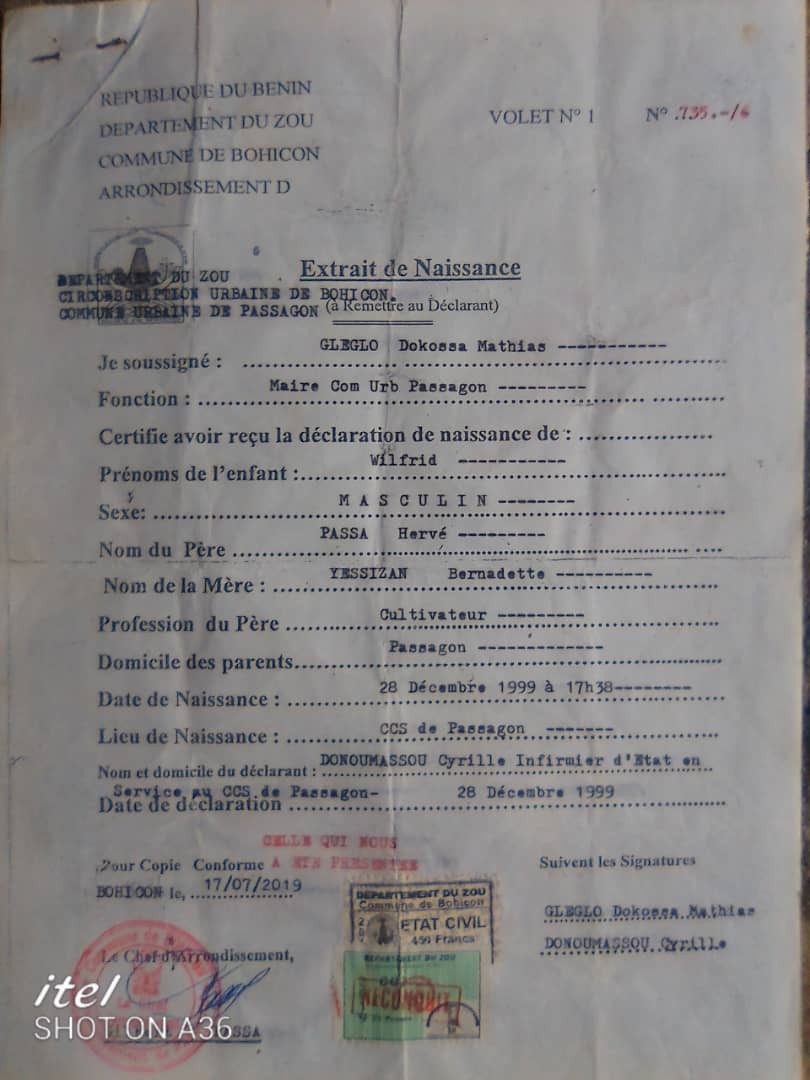 REPUBLIQUE DU BENIN
DEPARTEMENT DU ZOU
COMMUNE DE BOHICON
ARRONDISSEMENT D
VOLET N° 1 N° 735.-/-
DEPARTEMENT DU ZOU
CIRCONSCRIPTION URBAINE DE BOHICON.
COMMUNE URBAINE DE PASSAGON
Extrait de Naissance
(à Remettre au Déclarant)
Je soussigné : GLEGLO Dokossa Mathias -----------
Fonction : Maire Com Urb Passagon ---------
Certifie avoir reçu la déclaration de naissance de :
Prénoms de l'enfant : Wilfrid -----------
Sexe: M A S C U L I N --------
Nom du Père PASSA Hervé ---------
Nom de la Mère : YESSIZAN Bernadette ----------
Profession du Père Cultivateur ---------
Domicile des parents Passagon -------------
Date de Naissance : 28 Décembre 1999 à 17h38--------
Lieu de Naissance : CCS de Passagon -------
Nom et domicile du déclarant : DONOUMASSOU Cyrille Infirmier d'Etat en
Service au CCS de Passagon-
Date de déclaration 28 Décembre 1999
CELLE QUI NOUS
A ETE PRESENTEE
Pour Copie Conforme
BOHICON le, 17/07/2019
Le Chef d'Arrondissement,
DEPARTEMENT DU ZOU
Commune de Bohicon
ETAT CIVIL
450 Francs
DEPARTEMENT DU ZOU
Suivent les Signatures
GLEGLO Dokossa Mathias
DONOUMASSOU Cyrille
itel
SHOT ON A36